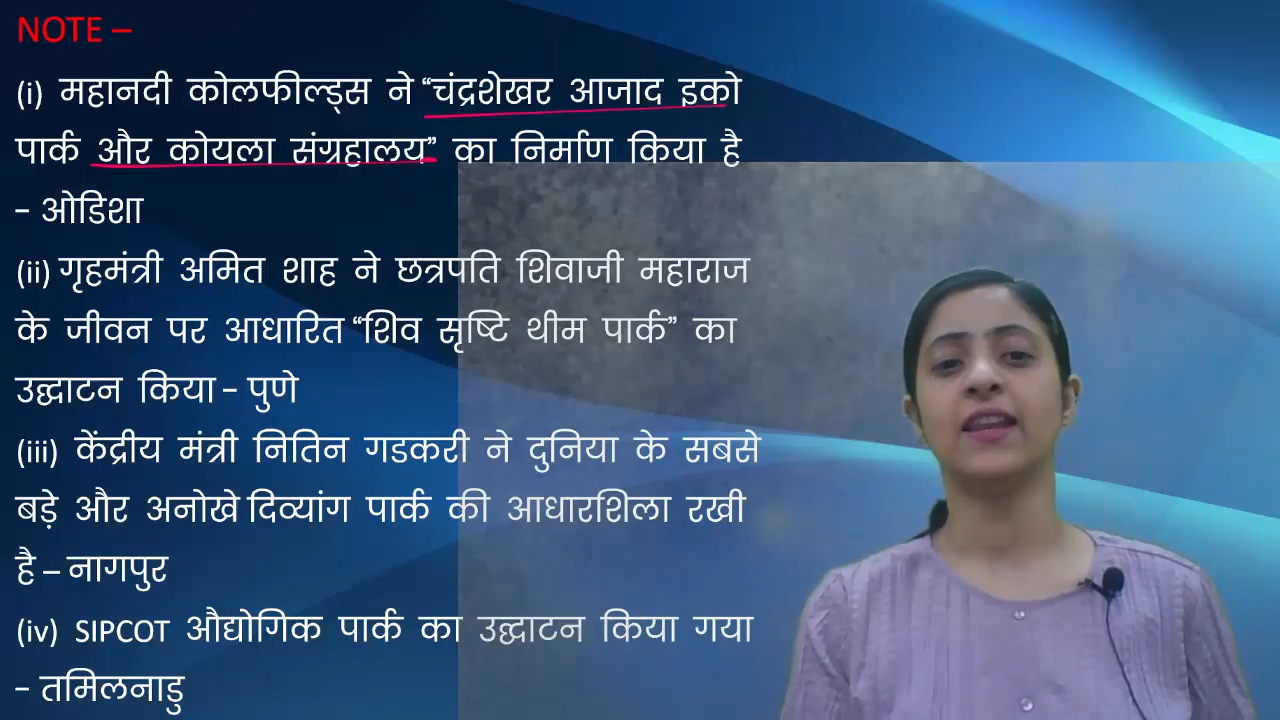 NOTE –
(i) महानदी कोलफील्ड्स ने “चंद्रशेखर आजाद इको
पार्क और कोयला संग्रहालय” का निर्माण किया है
- ओडिशा
(ii) गृहमंत्री अमित शाह ने छत्रपति शिवाजी महाराज
के जीवन पर आधारित “शिव सृष्टि थीम पार्क” का
उद्घाटन किया - पुणे
(iii) केंद्रीय मंत्री नितिन गडकरी ने दुनिया के सबसे
बड़े और अनोखे दिव्यांग पार्क की आधारशिला रखी
है – नागपुर
(iv) SIPCOT औद्योगिक पार्क का उद्घाटन किया गया
- तमिलनाडु